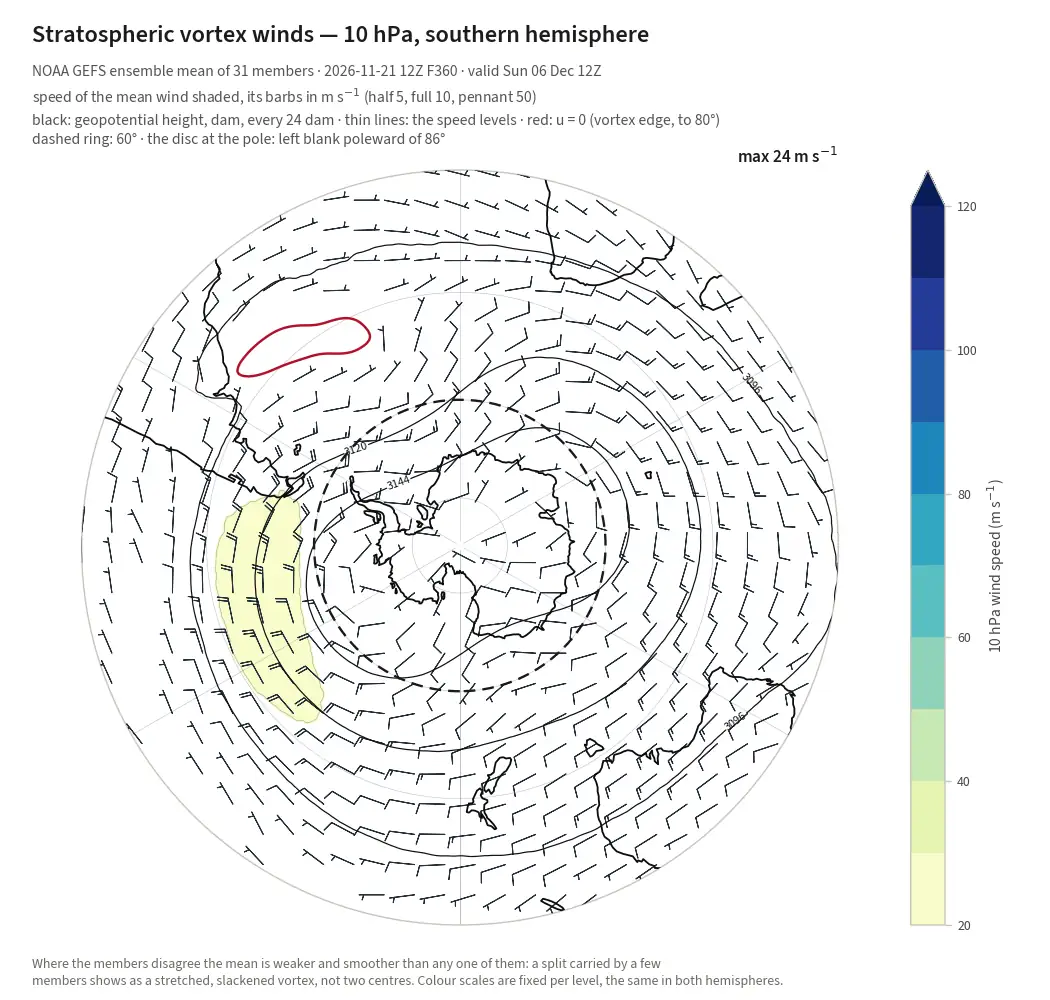 Stratospheric vortex winds — 10 hPa, southern hemisphere
NOAA GEFS ensemble mean of 31 members · 2026-11-21 12Z F360 · valid Sun 06 Dec 12Z
speed of the mean wind shaded, its barbs in m s⁻¹ (half 5, full 10, pennant 50)
black: geopotential height, dam, every 24 dam · thin lines: the speed levels · red: u = 0 (vortex edge, to 80°)
dashed ring: 60° · the disc at the pole: left blank poleward of 86°
max 24 m s⁻¹
120
100
80
60
40
20
10 hPa wind speed (m s⁻¹)
3096
3120
3144
3096
Where the members disagree the mean is weaker and smoother than any one of them: a split carried by a few
members shows as a stretched, slackened vortex, not two centres. Colour scales are fixed per level, the same in both hemispheres.